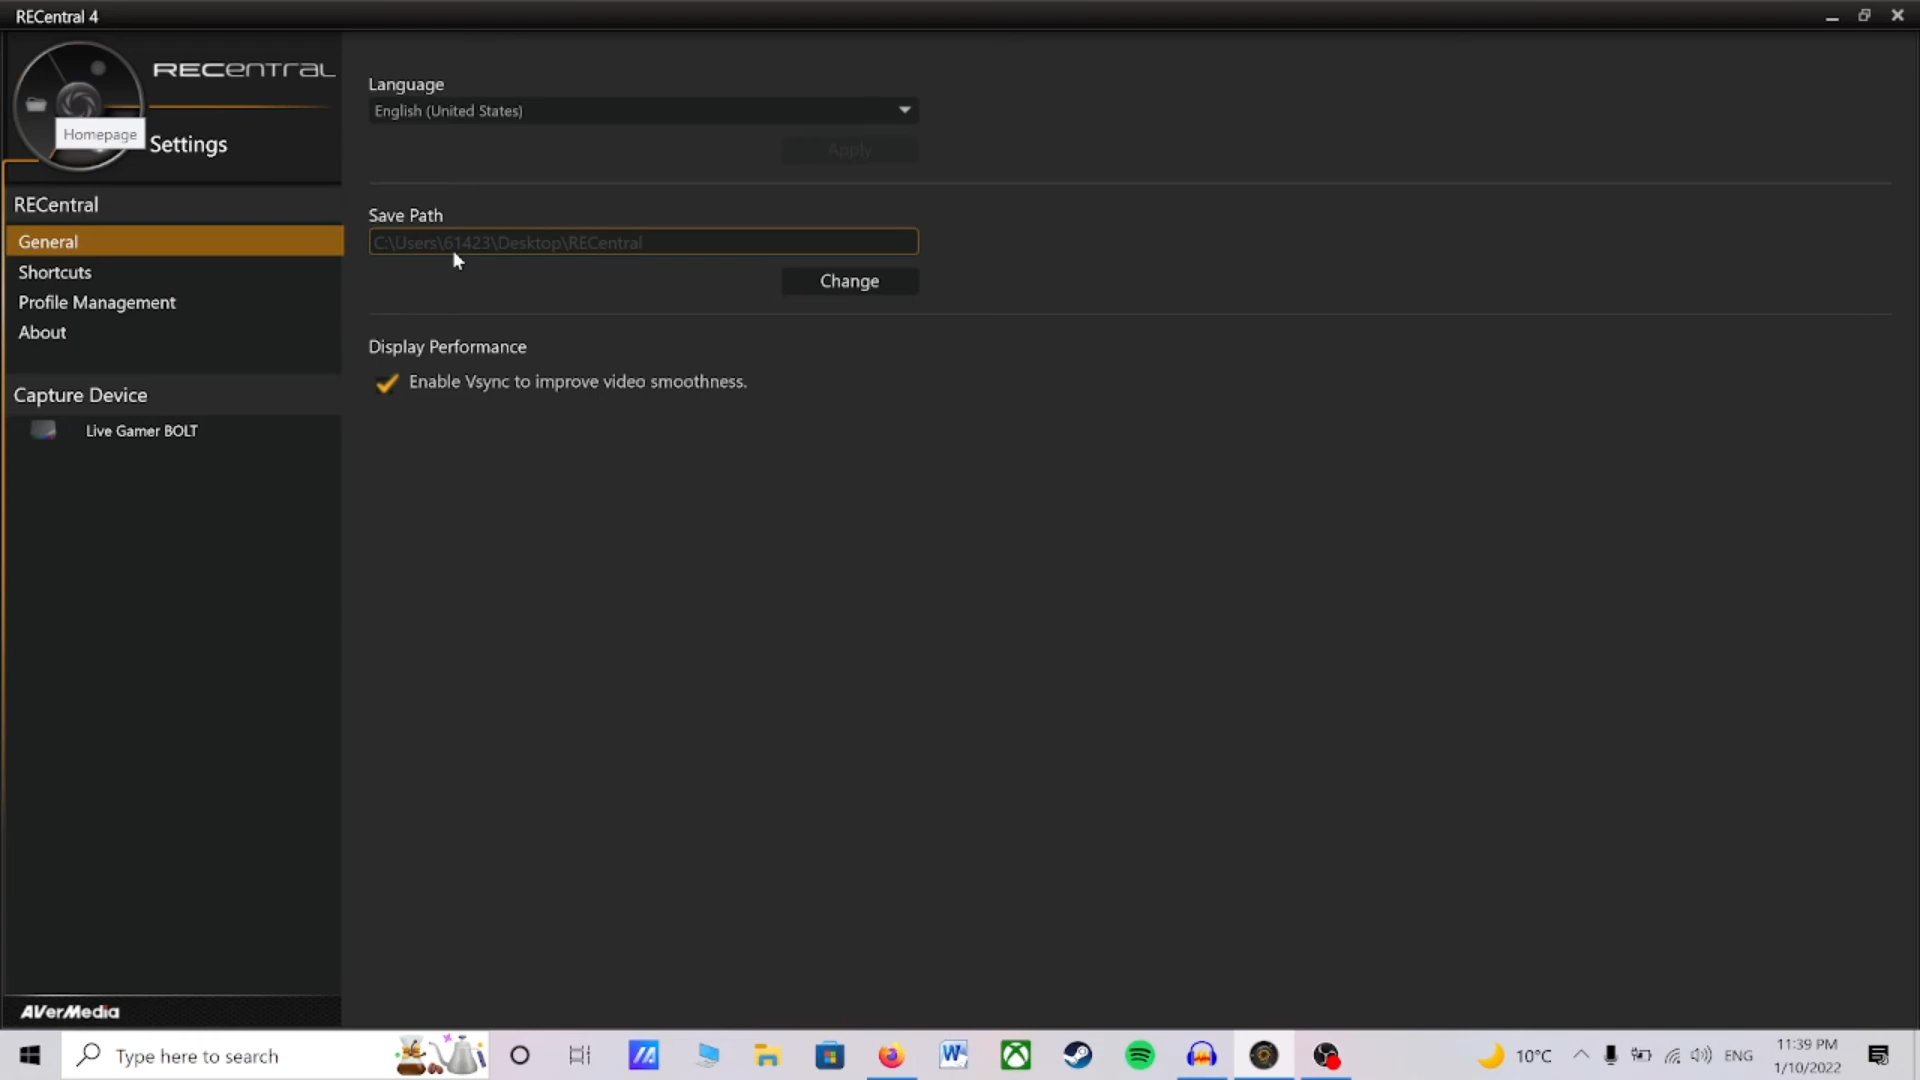 RECentral 4
RECentral
Homepage
Settings
RECentral
General
Shortcuts
Profile Management
About
Capture Device
Live Gamer BOLT
AVerMedia
Language
English (United States)
Apply
Save Path
C:\Users\61423\Desktop\RECentral
Change
Display Performance
Enable Vsync to improve video smoothness.
Type here to search
10°C
ENG
11:39 PM
1/10/2022